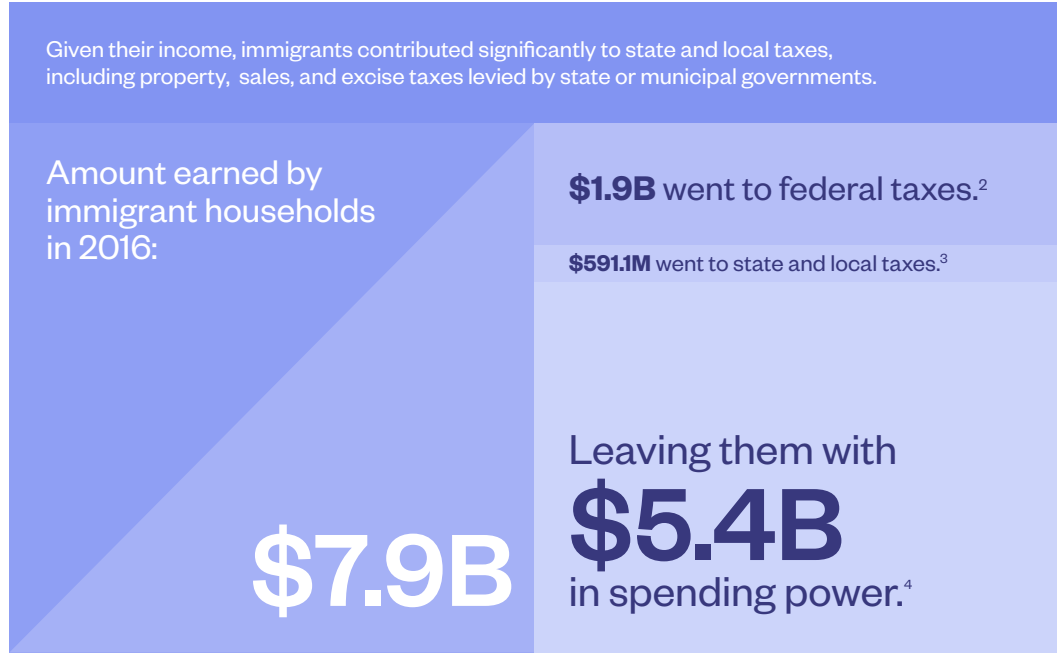 Given their income, immigrants contributed significantly to state and local taxes,
including property, sales, and excise taxes levied by state or municipal governments.
Amount earned by
immigrant households
in 2016:
$7.9B
$1.9B went to federal taxes.2
$591.1M went to state and local taxes.3
Leaving them with
$5.4B
in spending power.4